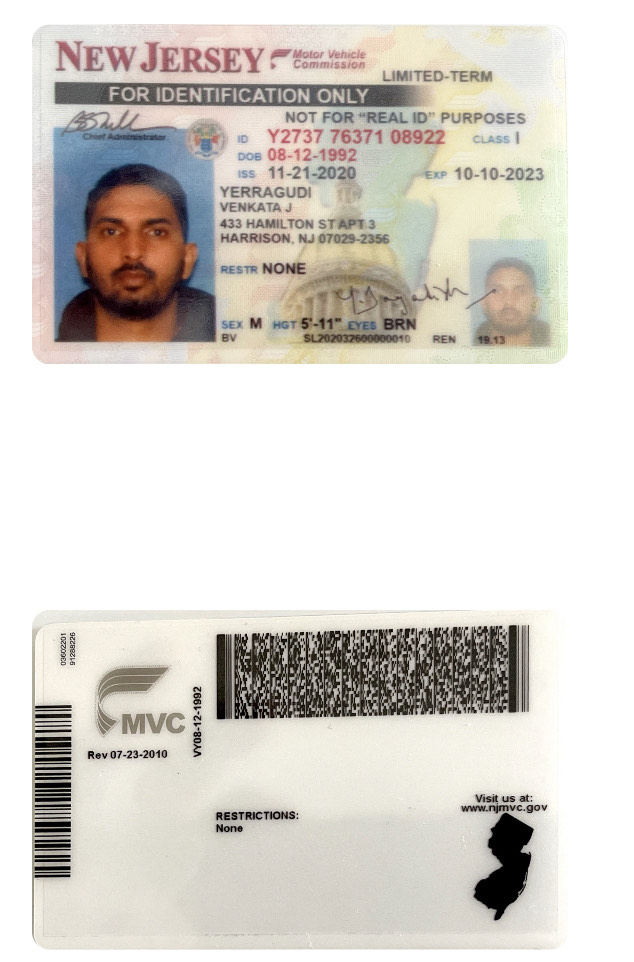 NEW JERSEY Motor Vehicle Commission
LIMITED-TERM
FOR IDENTIFICATION ONLY
NOT FOR "REAL ID" PURPOSES
Chief Administrator
ID Y2737 76371 08922 CLASS I
DOB 08-12-1992
ISS 11-21-2020 EXP 10-10-2023
YERRAGUDI
VENKATA J
433 HAMILTON ST APT 3
HARRISON, NJ 07029-2356
RESTR NONE
SEX M HGT 5'-11" EYES BRN
BV SL202032600000010 REN 19.13
03602201
91288226
MVC
Rev 07-23-2010
VY08-12-1992
RESTRICTIONS:
None
Visit us at:
www.njmvc.gov